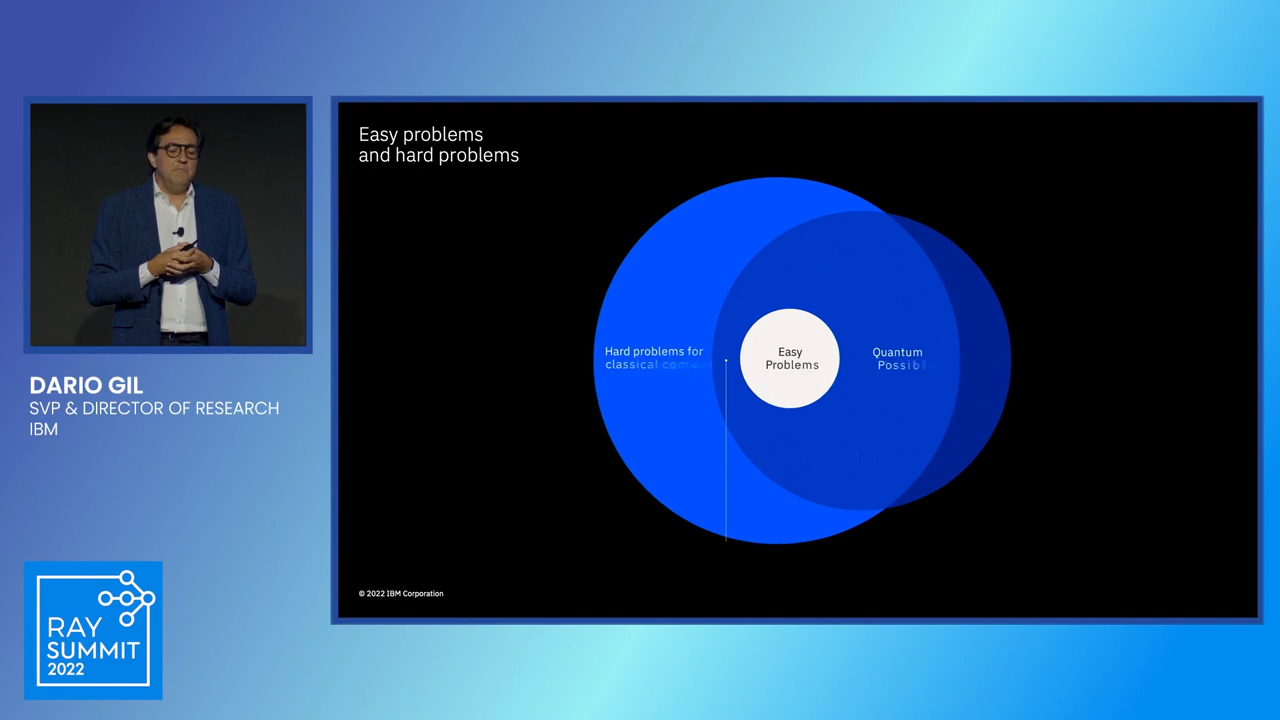 Easy problems
and hard problems
Hard problems for
classical
Easy
Problems
Quantum
© 2022 IBM Corporation
DARIO GIL
SVP & DIRECTOR OF RESEARCH
IBM
RAY
SUMMIT
2022